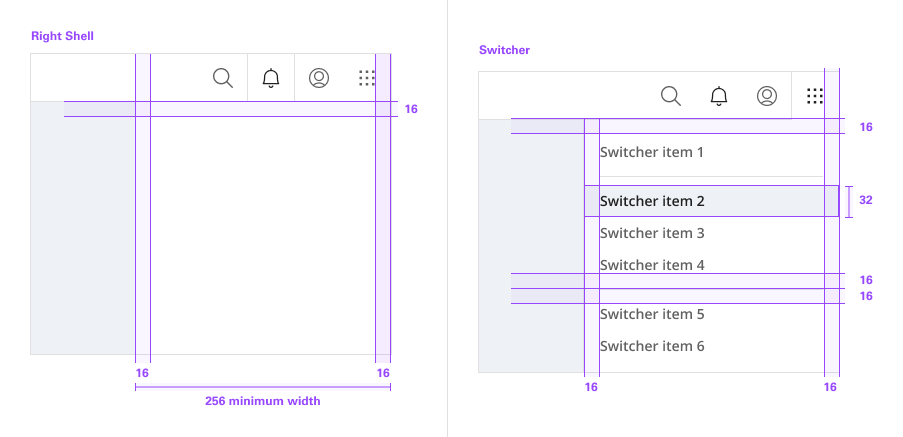 Right Shell
16
16
16
256 minimum width
Switcher
16
Switcher item 1
Switcher item 2
32
Switcher item 3
Switcher item 4
16
16
Switcher item 5
Switcher item 6
16
16